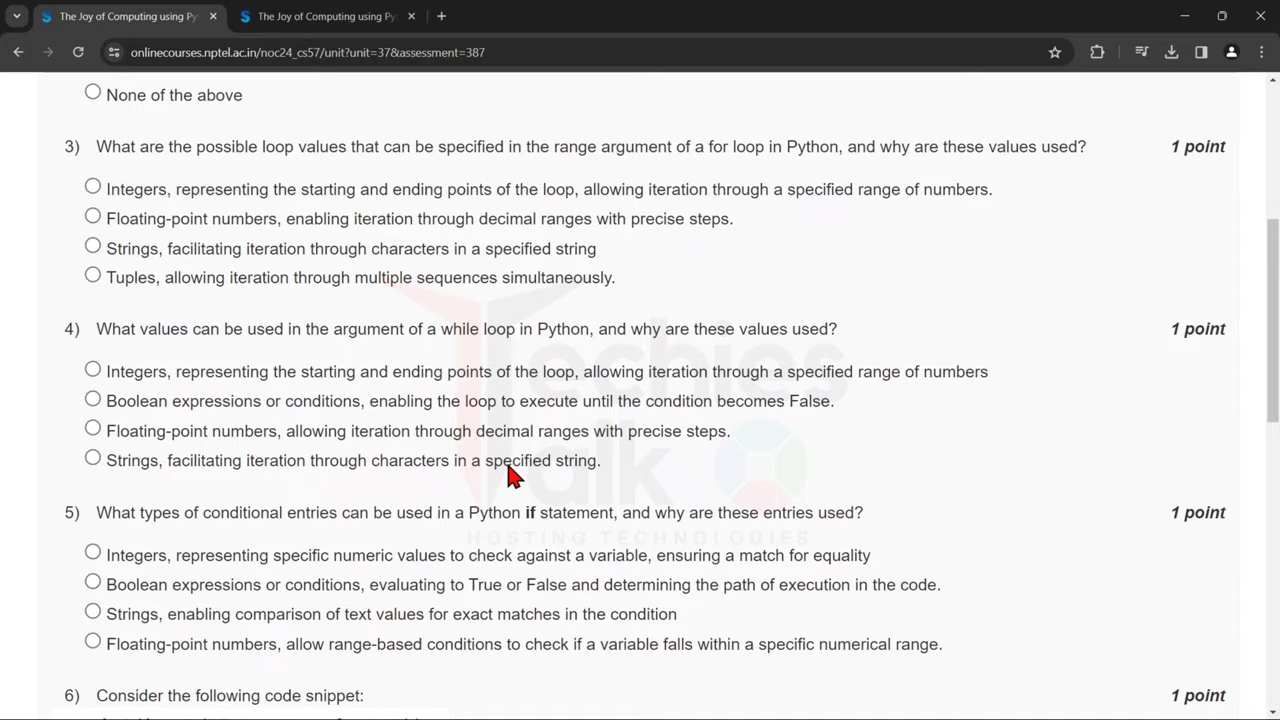 The Joy of Computing using Py
The Joy of Computing using Py
onlinecourses.nptel.ac.in/noc24_cs57/unit?unit=37&assessment=387
None of the above
3) What are the possible loop values that can be specified in the range argument of a for loop in Python, and why are these values used? 1 point
Integers, representing the starting and ending points of the loop, allowing iteration through a specified range of numbers.
Floating-point numbers, enabling iteration through decimal ranges with precise steps.
Strings, facilitating iteration through characters in a specified string
Tuples, allowing iteration through multiple sequences simultaneously.
4) What values can be used in the argument of a while loop in Python, and why are these values used? 1 point
Integers, representing the starting and ending points of the loop, allowing iteration through a specified range of numbers
Boolean expressions or conditions, enabling the loop to execute until the condition becomes False.
Floating-point numbers, allowing iteration through decimal ranges with precise steps.
Strings, facilitating iteration through characters in a specified string.
Techies
Talk
HOSTING TECHNOLOGIES
5) What types of conditional entries can be used in a Python if statement, and why are these entries used? 1 point
Integers, representing specific numeric values to check against a variable, ensuring a match for equality
Boolean expressions or conditions, evaluating to True or False and determining the path of execution in the code.
Strings, enabling comparison of text values for exact matches in the condition
Floating-point numbers, allow range-based conditions to check if a variable falls within a specific numerical range.
6) Consider the following code snippet: 1 point